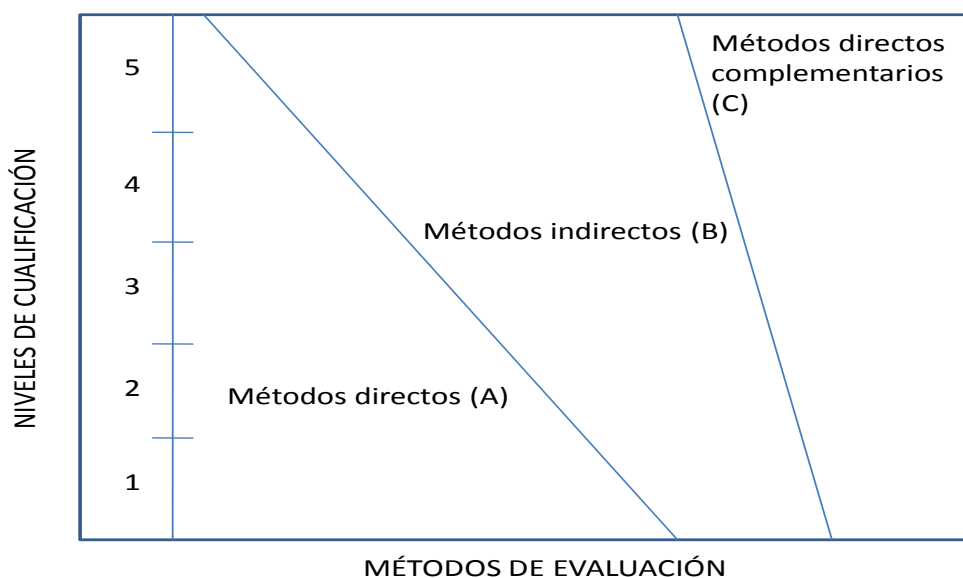 NIVELES DE CUALIFICACIÓN
5
4
3
2
1
Métodos directos
complementarios
(C)
Métodos indirectos (B)
Métodos directos (A)
MÉTODOS DE EVALUACIÓN